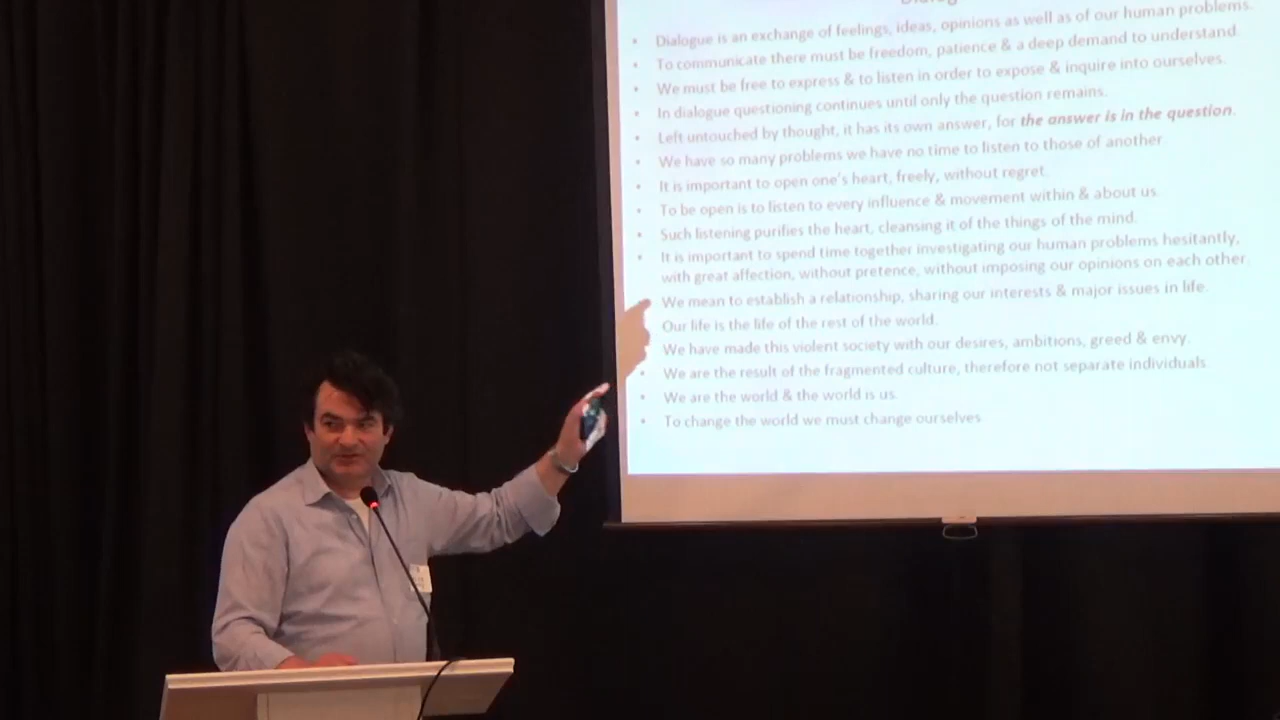 Dialog
• Dialogue is an exchange of feelings, ideas, opinions as well as of our human problems.
• To communicate there must be freedom, patience & a deep demand to understand.
• We must be free to express & to listen in order to expose & inquire into ourselves.
• In dialogue questioning continues until only the question remains.
• Left untouched by thought, it has its own answer, for the answer is in the question.
• We have so many problems we have no time to listen to those of another
• It is important to open one's heart, freely, without regret.
• To be open is to listen to every influence & movement within & about us.
• Such listening purifies the heart, cleansing it of the things of the mind.
• It is important to spend time together investigating our human problems hesitantly,
with great affection, without pretence, without imposing our opinions on each other.
We mean to establish a relationship, sharing our interests & major issues in life.
Our life is the life of the rest of the world.
We have made this violent society with our desires, ambitions, greed & envy.
• We are the result of the fragmented culture, therefore not separate individuals.
• We are the world & the world is us.
• To change the world we must change ourselves